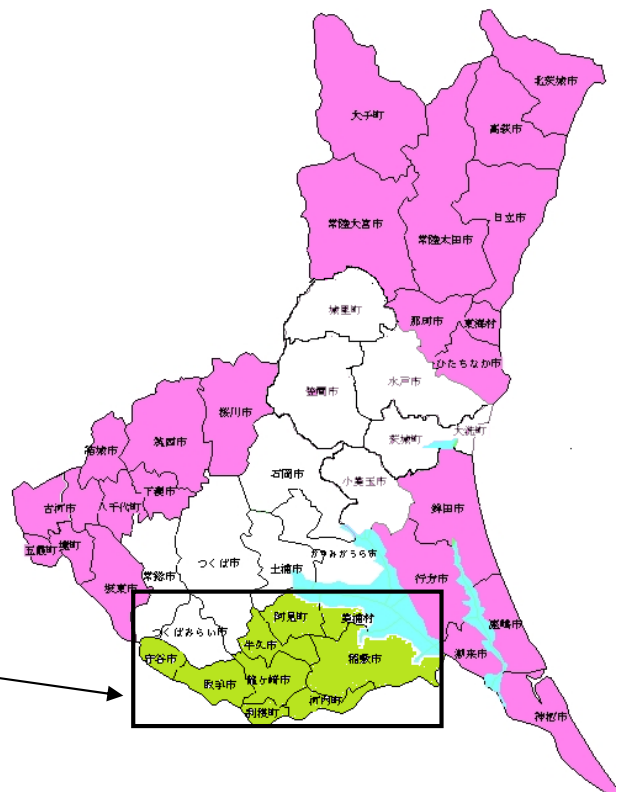 北茨城市
大子町
高萩市
日立市
常陸大宮市
常陸太田市
城里町
那珂市
東海村
ひたちなか市
水戸市
笠間市
桜川市
筑西市
茨城町
大洗町
結城市
石岡市
小美玉市
下妻市
八千代町
古河市
鉾田市
五霞町
境町
かすみがうら市
つくば市
土浦市
常総市
行方市
坂東市
阿見町
美浦村
鹿嶋市
つくばみらい市
牛久市
潮来市
守谷市
稲敷市
取手市
龍ヶ崎市
河内町
利根町
神栖市